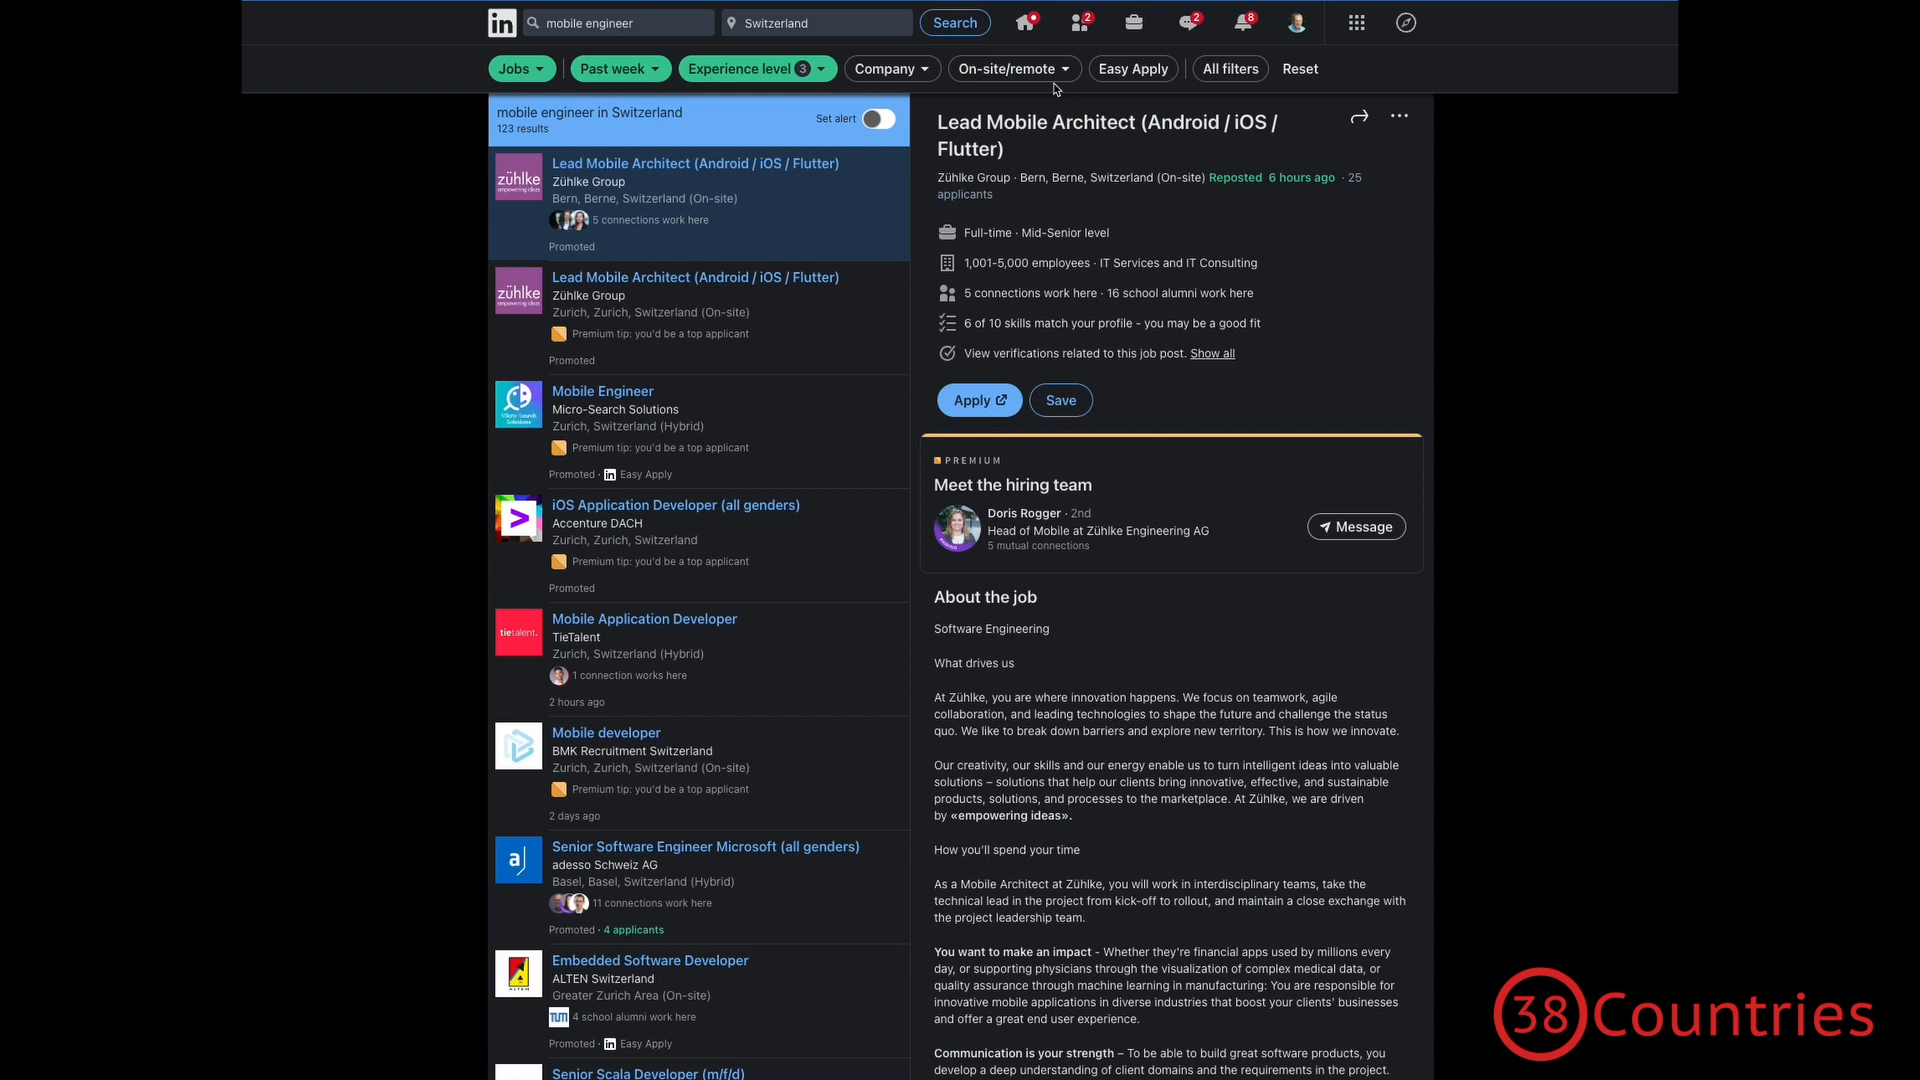 in mobile engineer Switzerland Search 2 2 8
Jobs Past week Experience level 3 Company On-site/remote Easy Apply All filters Reset
mobile engineer in Switzerland
123 results
Set alert
zühlke
empowering ideas
Lead Mobile Architect (Android / iOS / Flutter)
Zühlke Group
Bern, Berne, Switzerland (On-site)
5 connections work here
Promoted
zühlke
empowering ideas
Lead Mobile Architect (Android / iOS / Flutter)
Zühlke Group
Zurich, Zurich, Switzerland (On-site)
Premium tip: you'd be a top applicant
Promoted
Micro-Search
Solutions
Mobile Engineer
Micro-Search Solutions
Zurich, Switzerland (Hybrid)
Premium tip: you'd be a top applicant
Promoted · in Easy Apply
iOS Application Developer (all genders)
Accenture DACH
Zurich, Zurich, Switzerland
Premium tip: you'd be a top applicant
Promoted
tietalent.
Mobile Application Developer
TieTalent
Zurich, Switzerland (Hybrid)
1 connection works here
2 hours ago
Mobile developer
BMK Recruitment Switzerland
Zurich, Zurich, Switzerland (On-site)
Premium tip: you'd be a top applicant
2 days ago
a
Senior Software Engineer Microsoft (all genders)
adesso Schweiz AG
Basel, Basel, Switzerland (Hybrid)
11 connections work here
Promoted · 4 applicants
ALTEN
Embedded Software Developer
ALTEN Switzerland
Greater Zurich Area (On-site)
TUM 4 school alumni work here
Promoted · in Easy Apply
Senior Scala Developer (m/f/d)
Lead Mobile Architect (Android / iOS /
Flutter)
Zühlke Group · Bern, Berne, Switzerland (On-site) Reposted 6 hours ago · 25
applicants
Full-time · Mid-Senior level
1,001-5,000 employees · IT Services and IT Consulting
5 connections work here · 16 school alumni work here
6 of 10 skills match your profile - you may be a good fit
View verifications related to this job post. Show all
Apply Save
PREMIUM
Meet the hiring team
Doris Rogger · 2nd
Head of Mobile at Zühlke Engineering AG
5 mutual connections
Message
About the job
Software Engineering
What drives us
At Zühlke, you are where innovation happens. We focus on teamwork, agile
collaboration, and leading technologies to shape the future and challenge the status
quo. We like to break down barriers and explore new territory. This is how we innovate.
Our creativity, our skills and our energy enable us to turn intelligent ideas into valuable
solutions – solutions that help our clients bring innovative, effective, and sustainable
products, solutions, and processes to the marketplace. At Zühlke, we are driven
by «empowering ideas».
How you'll spend your time
As a Mobile Architect at Zühlke, you will work in interdisciplinary teams, take the
technical lead in the project from kick-off to rollout, and maintain a close exchange with
the project leadership team.
You want to make an impact - Whether they're financial apps used by millions every
day, or supporting physicians through the visualization of complex medical data, or
quality assurance through machine learning in manufacturing: You are responsible for
innovative mobile applications in diverse industries that boost your clients' businesses
and offer a great end user experience.
Communication is your strength – To be able to build great software products, you
develop a deep understanding of client domains and the requirements in the project.
38 Countries